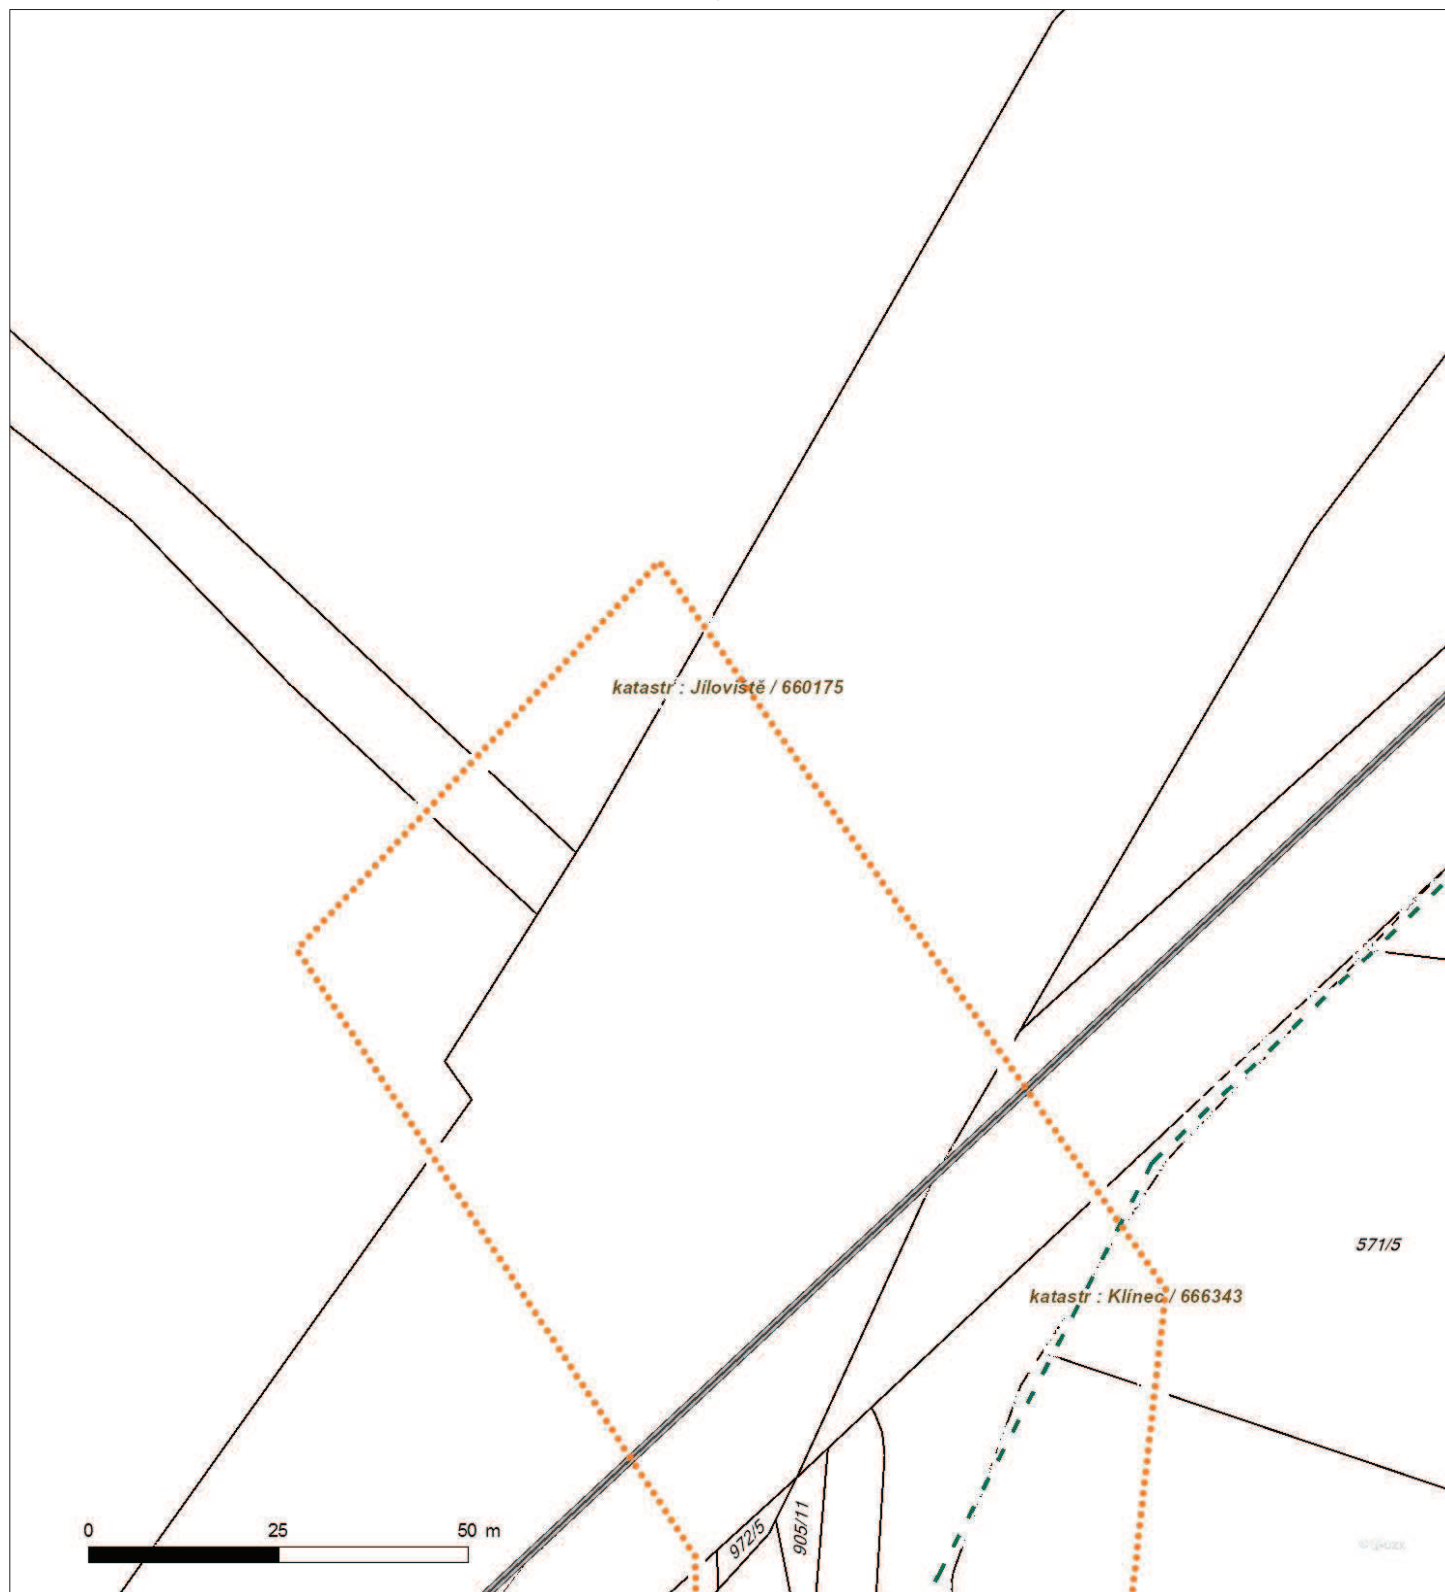 katastr : Jíloviště / 660175
571/5
katastr : Klínec / 666343
972/5
905/11
0 25 50 m